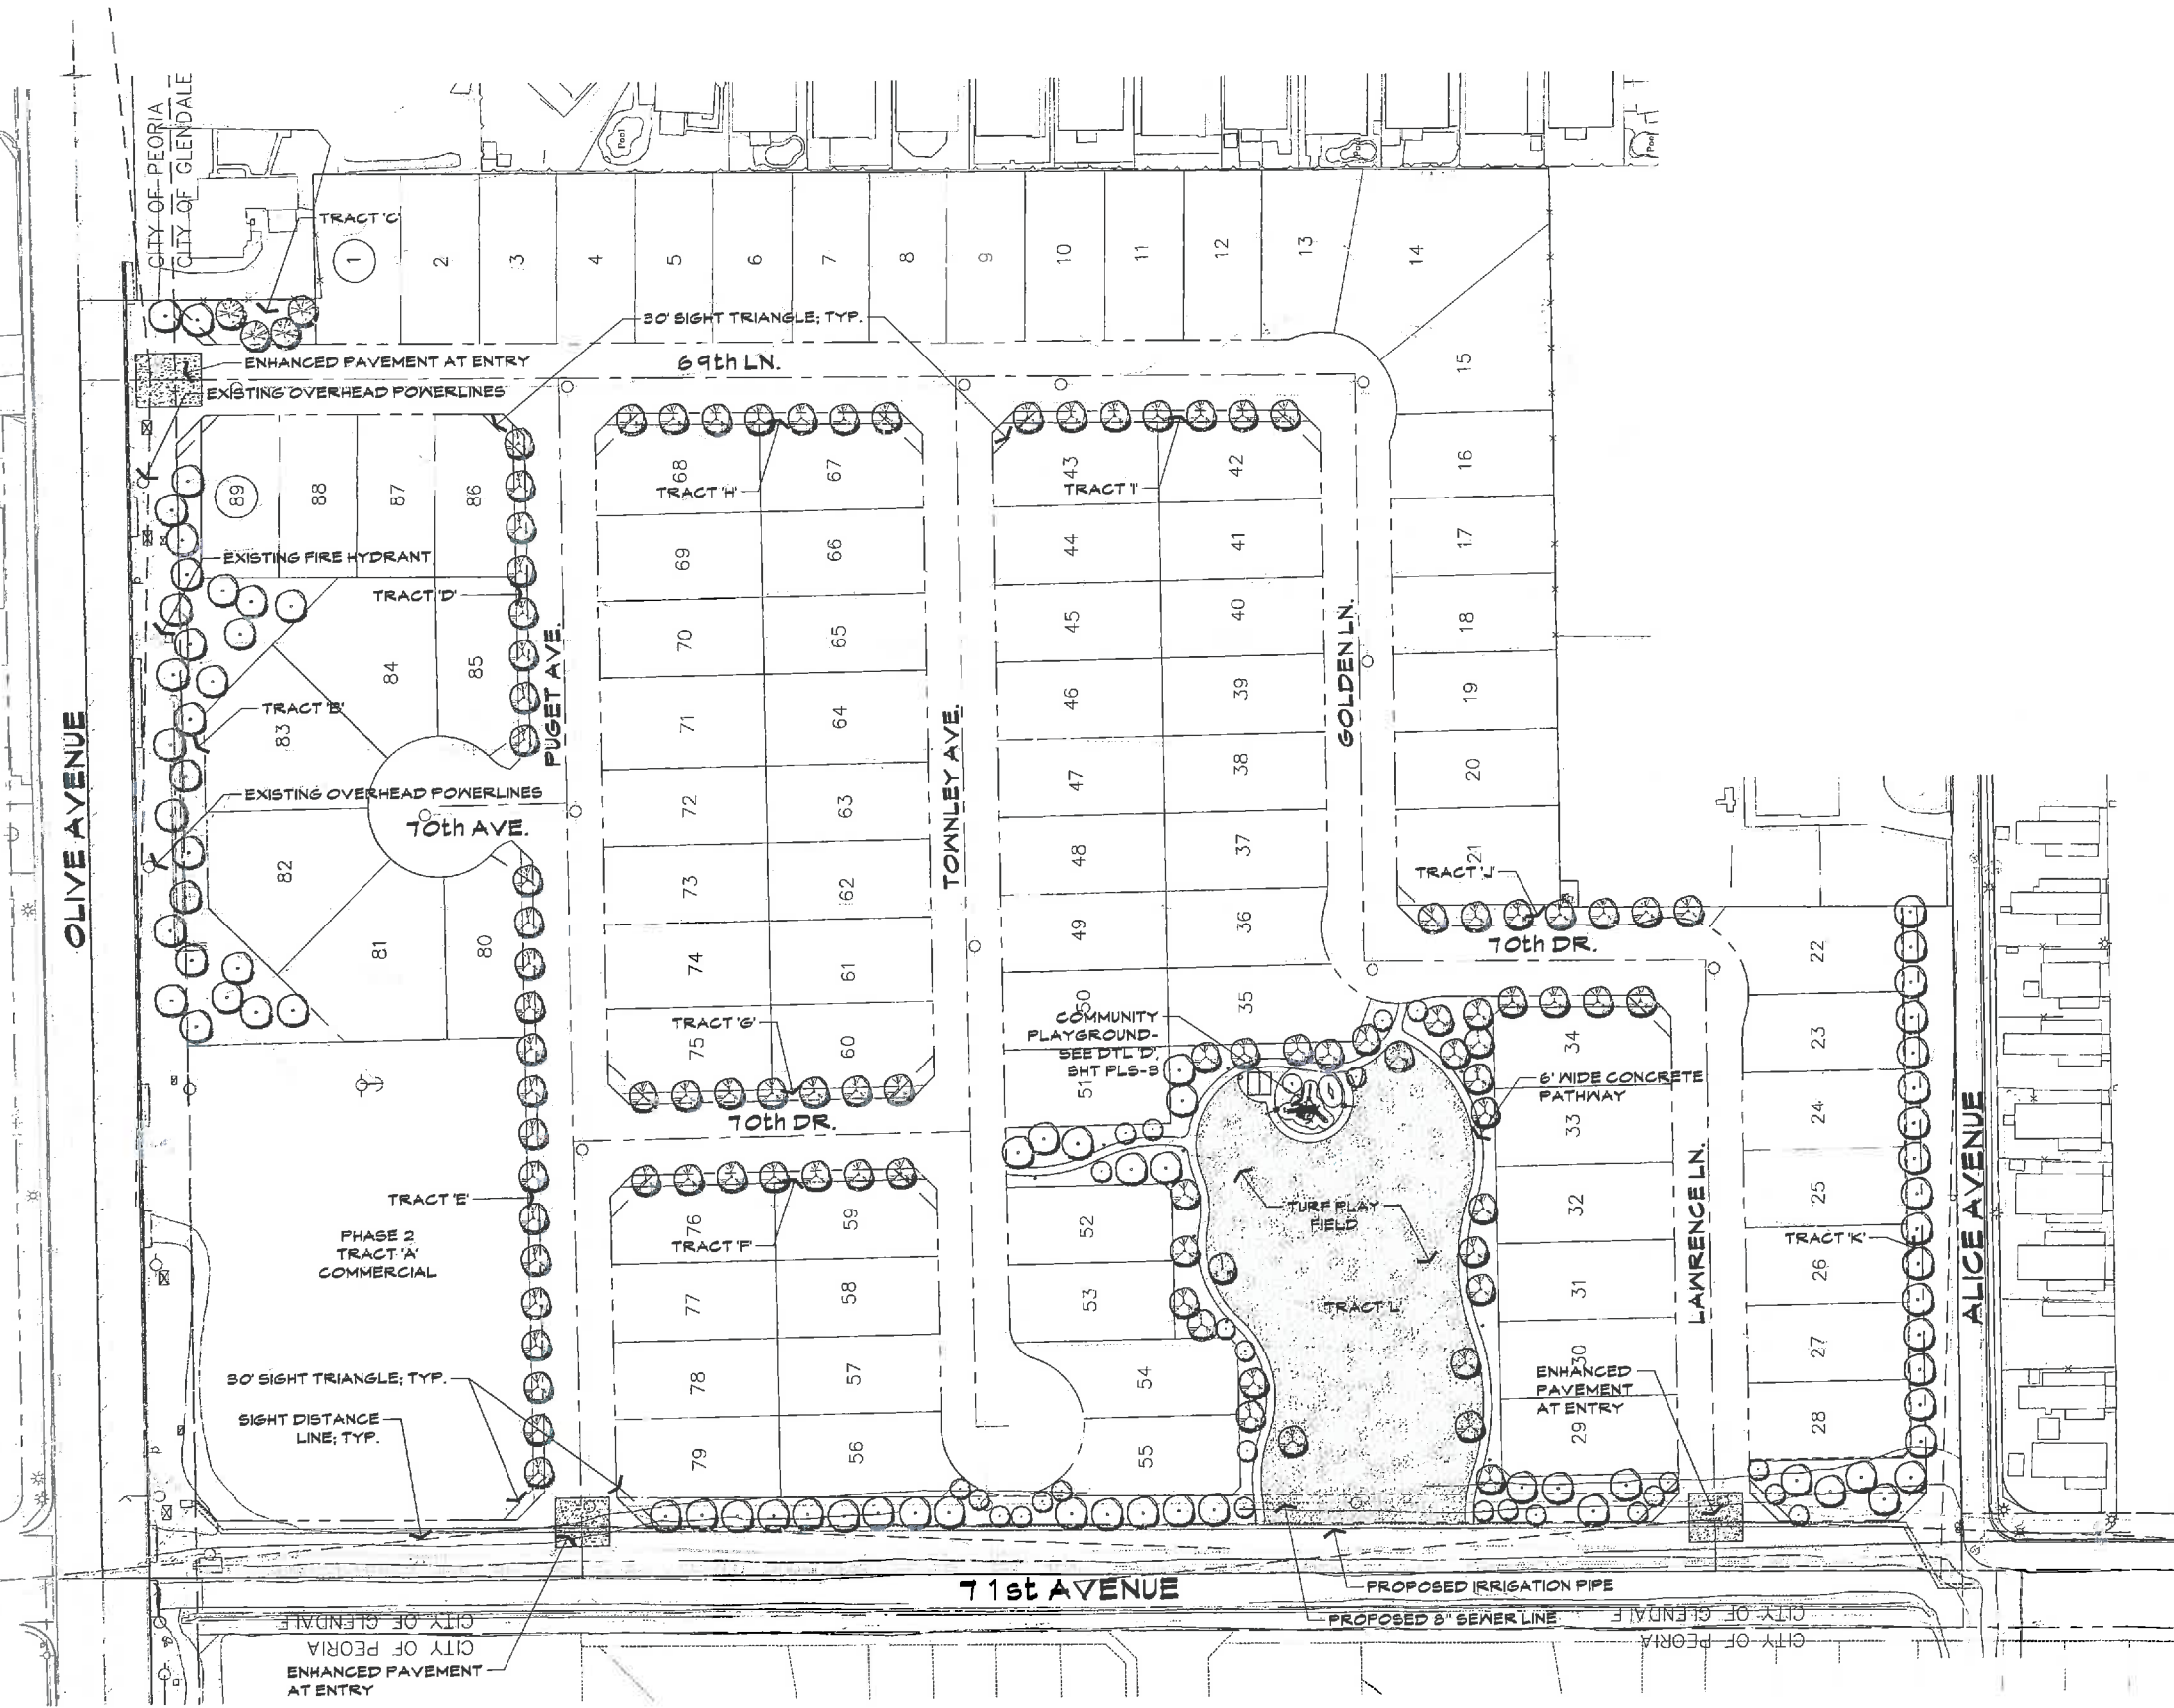 CITY OF PEORIA
CITY OF GLENDALE
Pool
Pool
Pool
TRACT 'C'
1
2
3
4
5
6
7
8
9
10
11
12
13
14
15
30' SIGHT TRIANGLE; TYP.
ENHANCED PAVEMENT AT ENTRY
69th LN.
EXISTING OVERHEAD POWERLINES
89
88
87
86
68
67
TRACT 'H'
43
42
TRACT 'I'
16
EXISTING FIRE HYDRANT
69
66
44
41
17
TRACT 'D'
84
85
PUGET AVE.
70
65
45
40
GOLDEN LN.
18
TRACT 'B'
83
71
64
46
39
19
OLIVE AVENUE
EXISTING OVERHEAD POWERLINES
70th AVE.
72
63
TOWNLEY AVE.
47
38
20
82
73
62
48
37
21
TRACT 'J'
81
80
74
61
49
36
70th DR.
22
TRACT 'G'
75
60
50
35
COMMUNITY
PLAYGROUND-
SEE DTL 'D',
SHT PLS-3
51
34
23
6' WIDE CONCRETE
PATHWAY
33
24
70th DR.
TRACT 'E'
76
59
TRACT 'F'
52
TURF PLAY
FIELD
32
LAWRENCE LN.
25
TRACT 'K'
ALICE AVENUE
PHASE 2
TRACT 'A'
COMMERCIAL
77
58
53
TRACT 'L'
31
26
30' SIGHT TRIANGLE; TYP.
78
57
54
30
ENHANCED
PAVEMENT
AT ENTRY
27
SIGHT DISTANCE
LINE; TYP.
79
56
55
29
28
71st AVENUE
PROPOSED IRRIGATION PIPE
PROPOSED 8" SEWER LINE
CITY OF GLENDALE
CITY OF PEORIA
CITY OF GLENDALE
CITY OF PEORIA
ENHANCED PAVEMENT
AT ENTRY